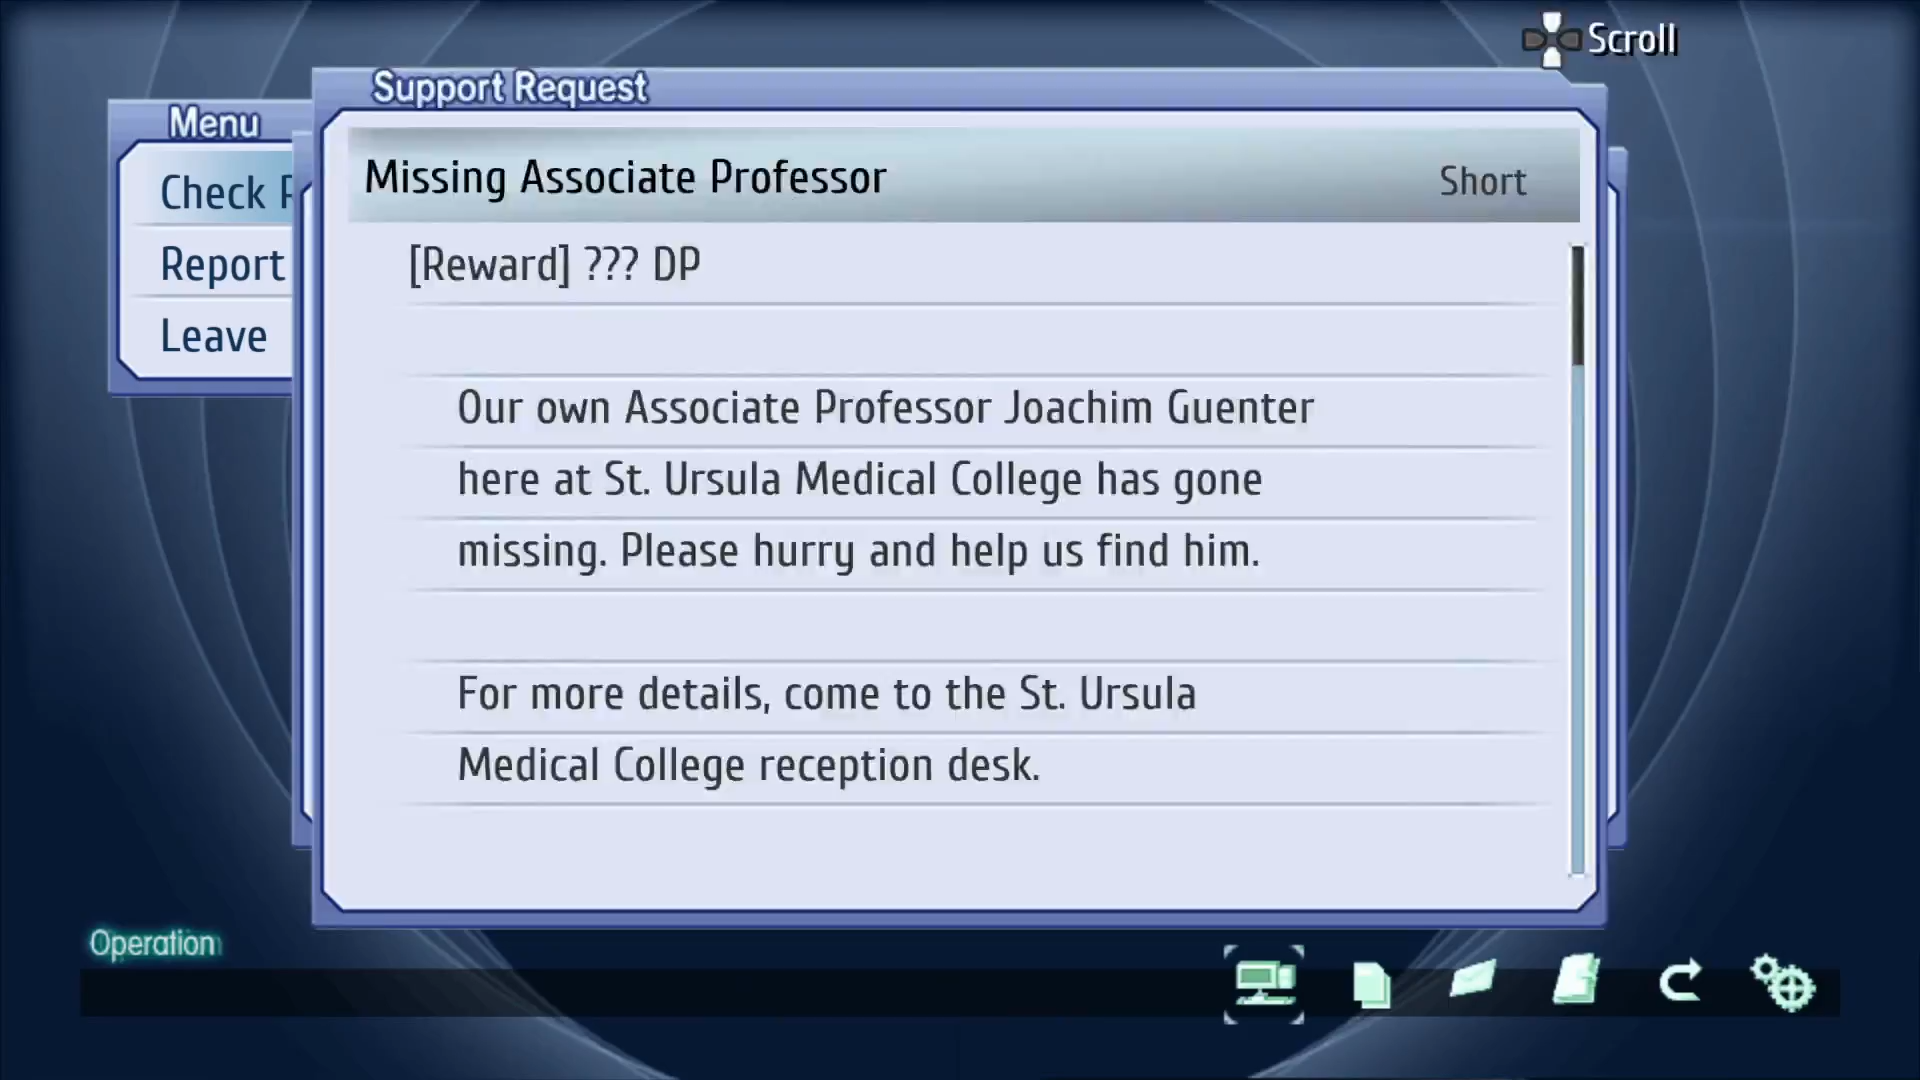 Scroll
Support Request
Menu
Missing Associate Professor
Short
Check
Report
Leave
[Reward] ??? DP
Our own Associate Professor Joachim Guenter
here at St. Ursula Medical College has gone
missing. Please hurry and help us find him.
For more details, come to the St. Ursula
Medical College reception desk.
Operation